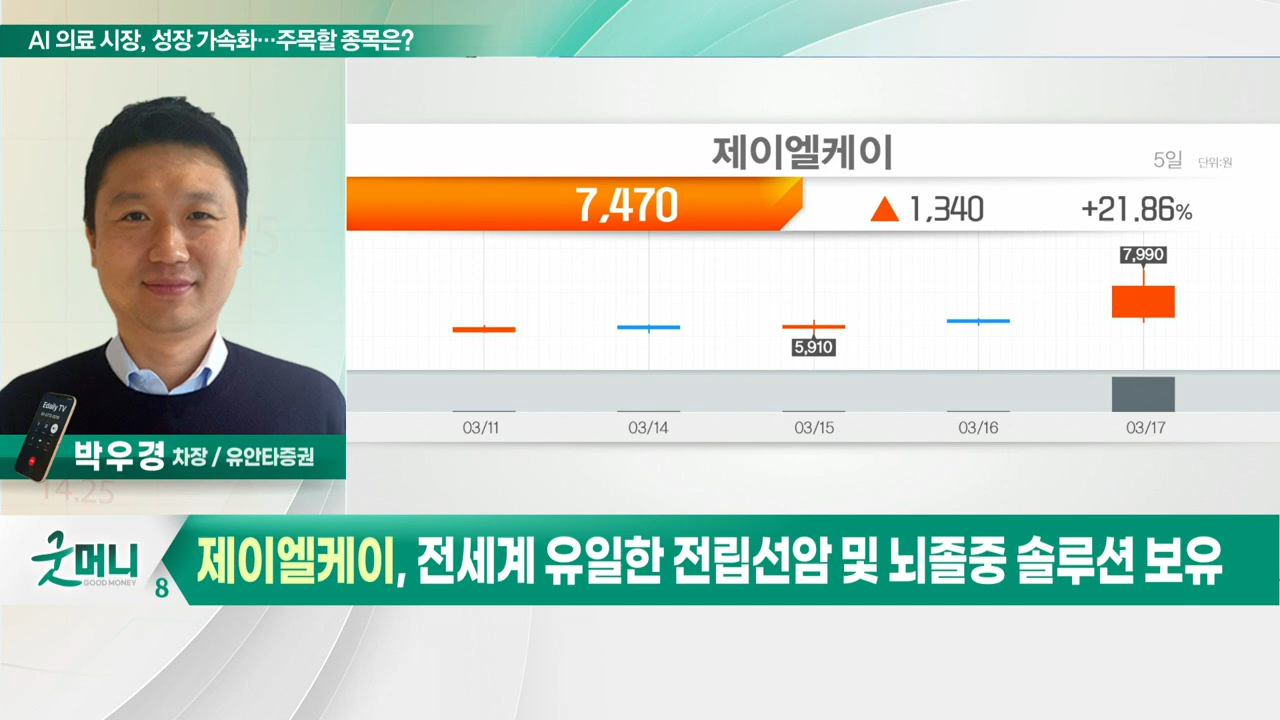 AI 의료 시장, 성장 가속화…주목할 종목은?
제이엘케이
5일 단위:원
7,470 ▲ 1,340 +21.86%
7,990
5,910
03/11 03/14 03/15 03/16 03/17
Edaily TV
박우경 차장 / 유안타증권
14.25
굿머니
GOOD MONEY
8
제이엘케이, 전세계 유일한 전립선암 및 뇌졸중 솔루션 보유